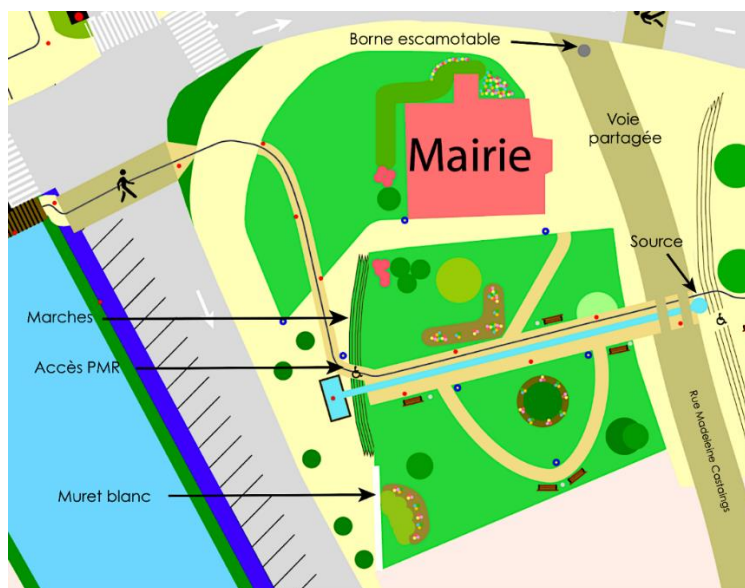 Borne escamotable
Voie
partagée
Mairie
Source
Marches
Accès PMR
Rue Madeleine Castaings
Muret blanc